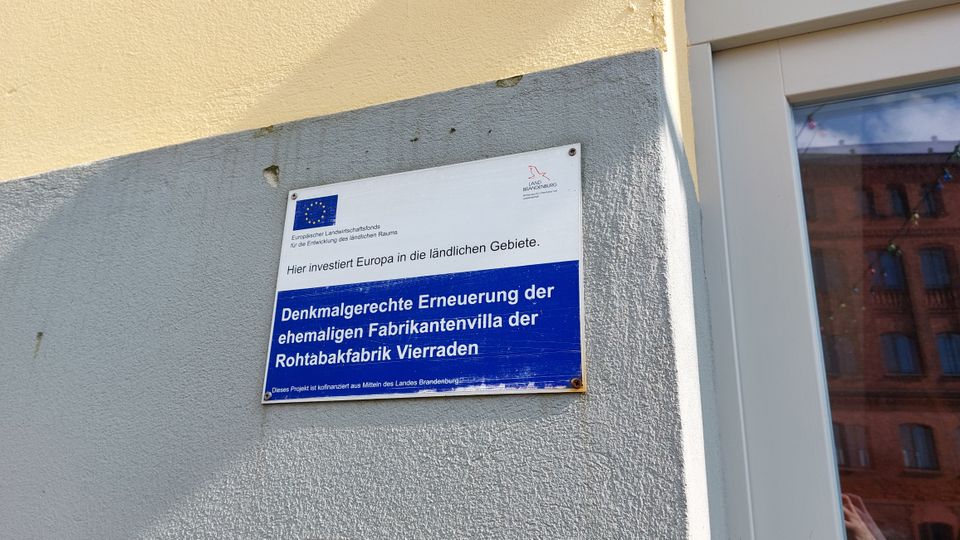 Europäischer Landwirtschaftsfonds
für die Entwicklung des ländlichen Raums
LAND
BRANDENBURG
Hier investiert Europa in die ländlichen Gebiete.
Denkmalgerechte Erneuerung der
ehemaligen Fabrikantenvilla der
Rohtabakfabrik Vierraden
Dieses Projekt ist kofinanziert aus Mitteln des Landes Brandenburg.